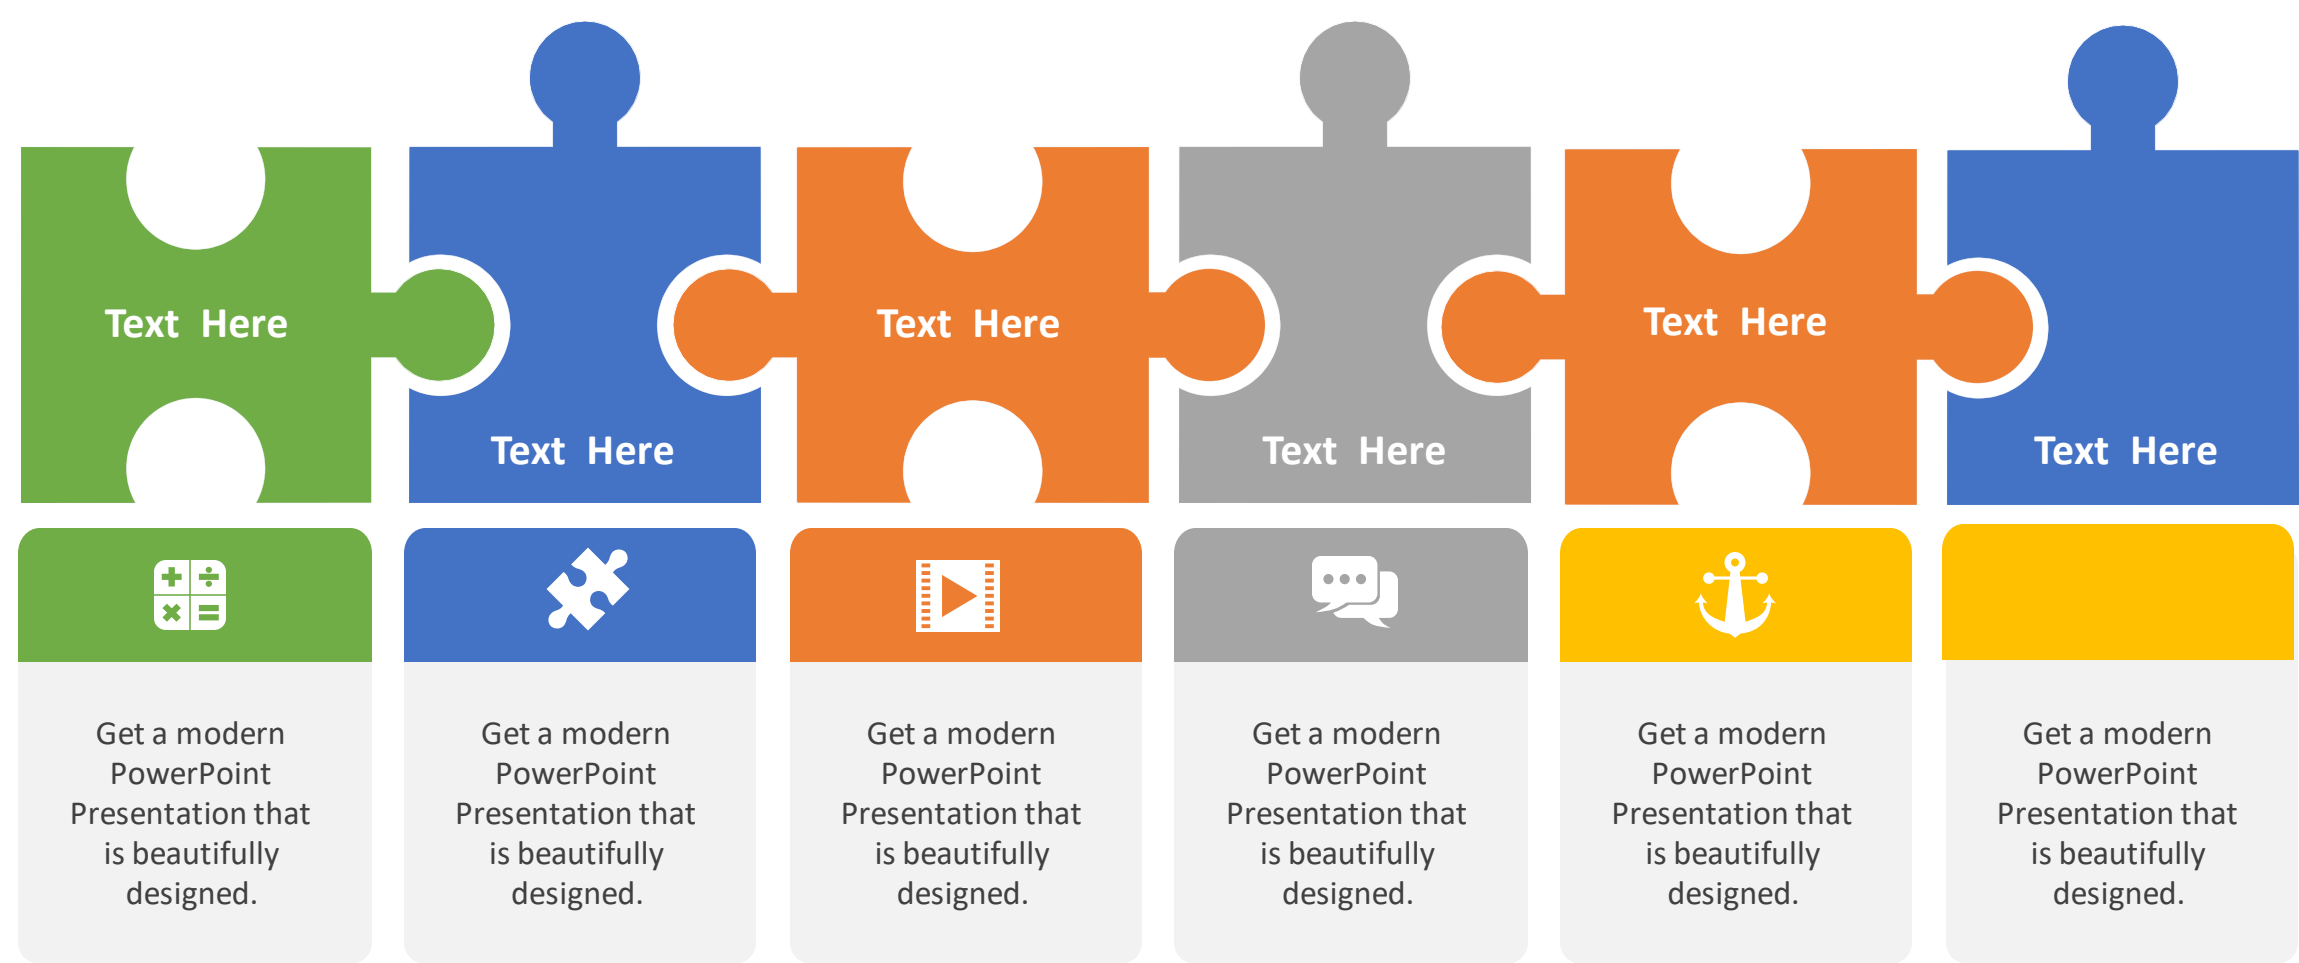 Text Here
Text Here
Text Here
Text Here
Text Here
Text Here
Get a modern
PowerPoint
Presentation that
is beautifully
designed.
Get a modern
PowerPoint
Presentation that
is beautifully
designed.
Get a modern
PowerPoint
Presentation that
is beautifully
designed.
Get a modern
PowerPoint
Presentation that
is beautifully
designed.
Get a modern
PowerPoint
Presentation that
is beautifully
designed.
Get a modern
PowerPoint
Presentation that
is beautifully
designed.